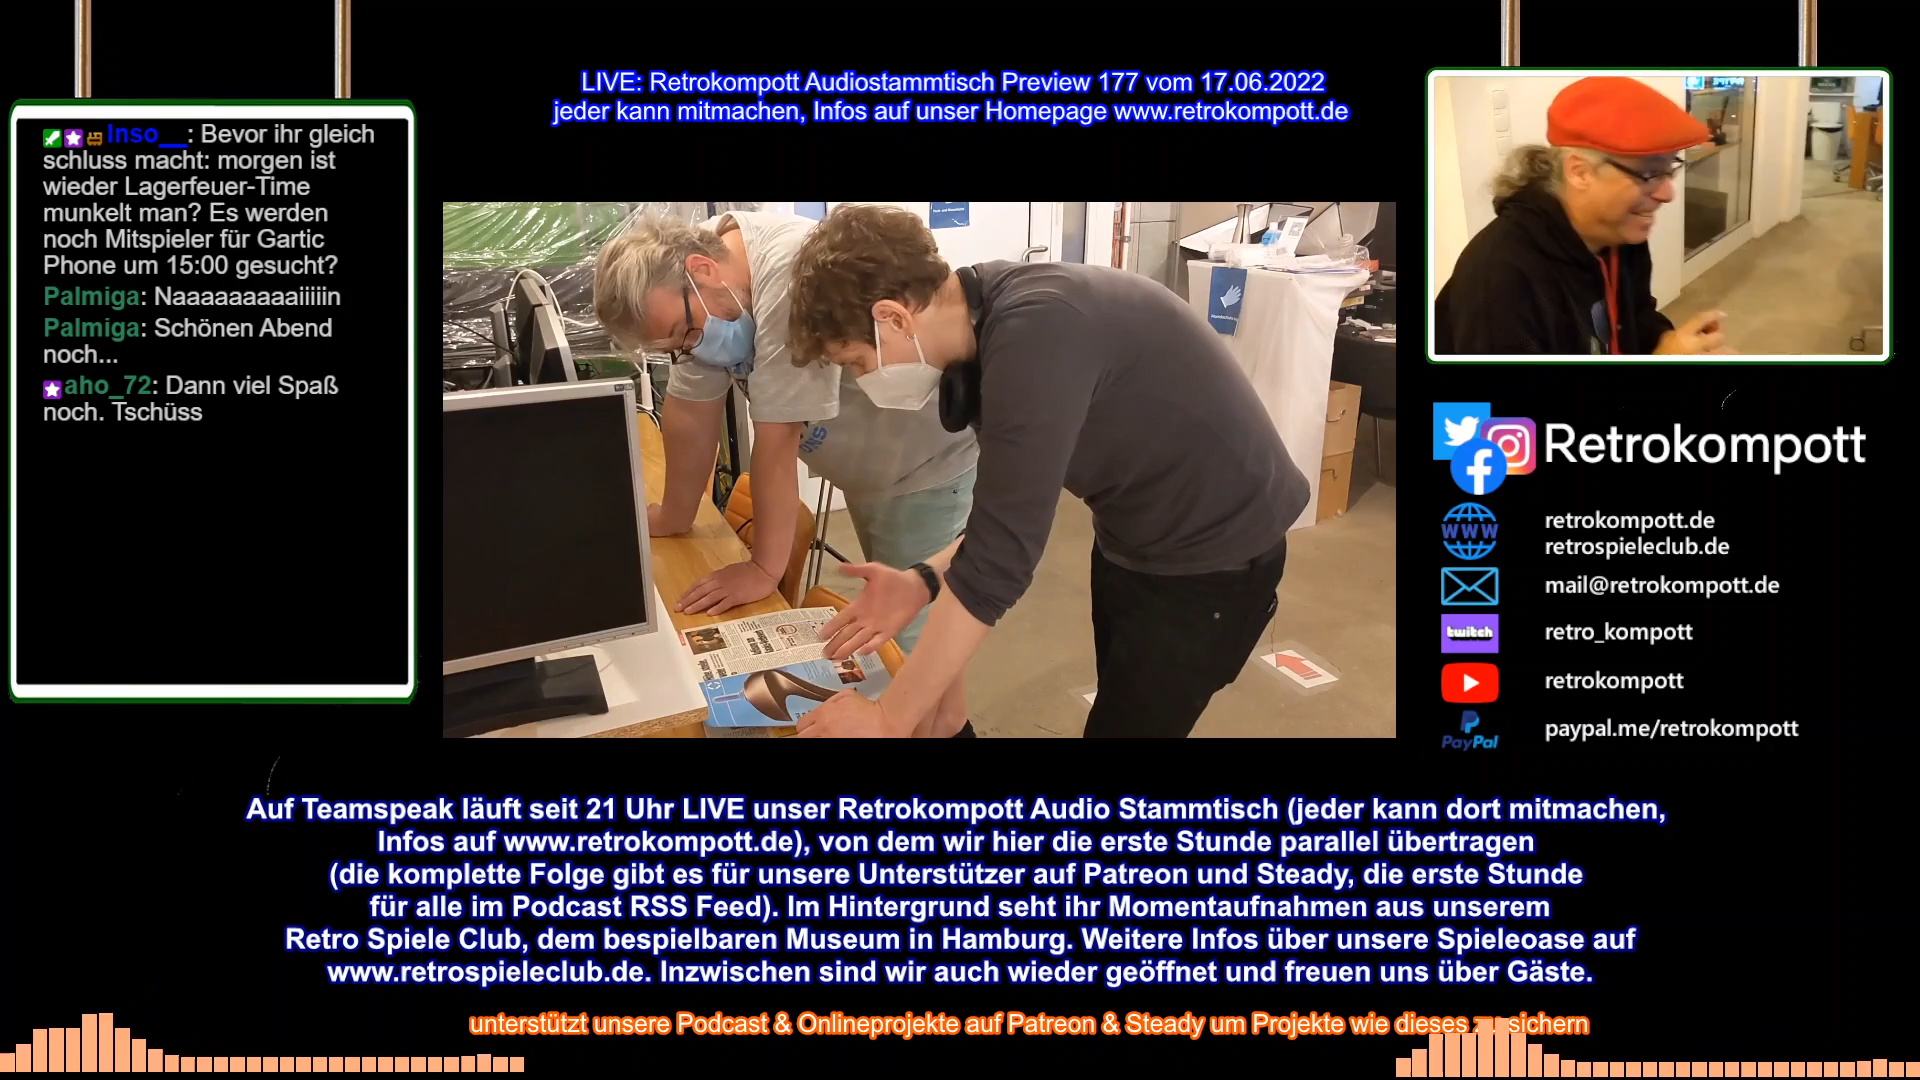 LIVE: Retrokompott Audiostammtisch Preview 177 vom 17.06.2022
jeder kann mitmachen, Infos auf unser Homepage www.retrokompott.de
Inso__: Bevor ihr gleich
schluss macht: morgen ist
wieder Lagerfeuer-Time
munkelt man? Es werden
noch Mitspieler für Gartic
Phone um 15:00 gesucht?
Palmiga: Naaaaaaaaaaiiiiin
Palmiga: Schönen Abend
noch...
aho_72: Dann viel Spaß
noch. Tschüss
Retrokompott
WWW
retrokompott.de
retrospieleclub.de
mail@retrokompott.de
twitch
retro_kompott
retrokompott
PayPal
paypal.me/retrokompott
Auf Teamspeak läuft seit 21 Uhr LIVE unser Retrokompott Audio Stammtisch (jeder kann dort mitmachen,
Infos auf www.retrokompott.de), von dem wir hier die erste Stunde parallel übertragen
(die komplette Folge gibt es für unsere Unterstützer auf Patreon und Steady, die erste Stunde
für alle im Podcast RSS Feed). Im Hintergrund seht ihr Momentaufnahmen aus unserem
Retro Spiele Club, dem bespielbaren Museum in Hamburg. Weitere Infos über unsere Spieleoase auf
www.retrospieleclub.de. Inzwischen sind wir auch wieder geöffnet und freuen uns über Gäste.
unterstützt unsere Podcast & Onlineprojekte auf Patreon & Steady um Projekte wie dieses zu sichern